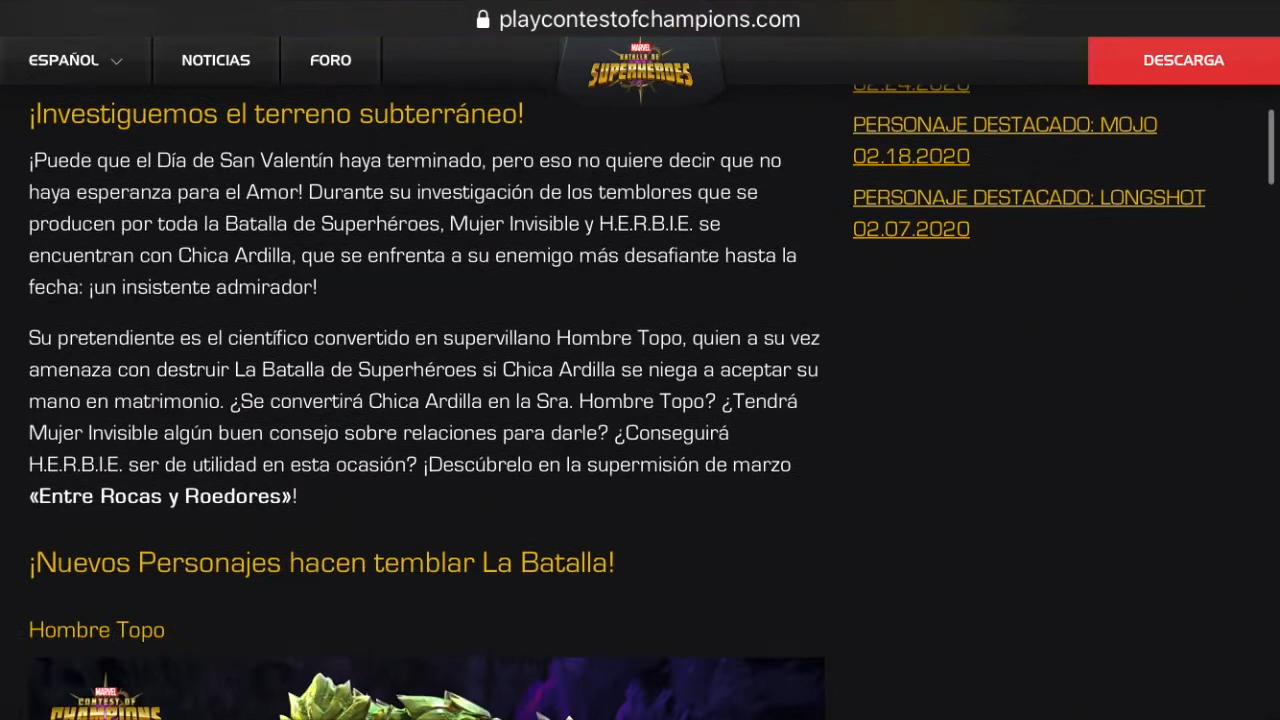 playcontestofchampions.com
ESPAÑOL
NOTICIAS
FORO
MARVEL
BATALLA DE
SUPERHÉROES
DESCARGA
¡Investiguemos el terreno subterráneo!
¡Puede que el Día de San Valentín haya terminado, pero eso no quiere decir que no
haya esperanza para el Amor! Durante su investigación de los temblores que se
producen por toda la Batalla de Superhéroes, Mujer Invisible y H.E.R.B.I.E. se
encuentran con Chica Ardilla, que se enfrenta a su enemigo más desafiante hasta la
fecha: ¡un insistente admirador!
Su pretendiente es el científico convertido en supervillano Hombre Topo, quien a su vez
amenaza con destruir La Batalla de Superhéroes si Chica Ardilla se niega a aceptar su
mano en matrimonio. ¿Se convertirá Chica Ardilla en la Sra. Hombre Topo? ¿Tendrá
Mujer Invisible algún buen consejo sobre relaciones para darle? ¿Conseguirá
H.E.R.B.I.E. ser de utilidad en esta ocasión? ¡Descúbrelo en la supermisión de marzo
«Entre Rocas y Roedores»!
¡Nuevos Personajes hacen temblar La Batalla!
Hombre Topo
MARVEL
CONTEST OF
CHAMPIONS
02.24.2020
PERSONAJE DESTACADO: MOJO
02.18.2020
PERSONAJE DESTACADO: LONGSHOT
02.07.2020